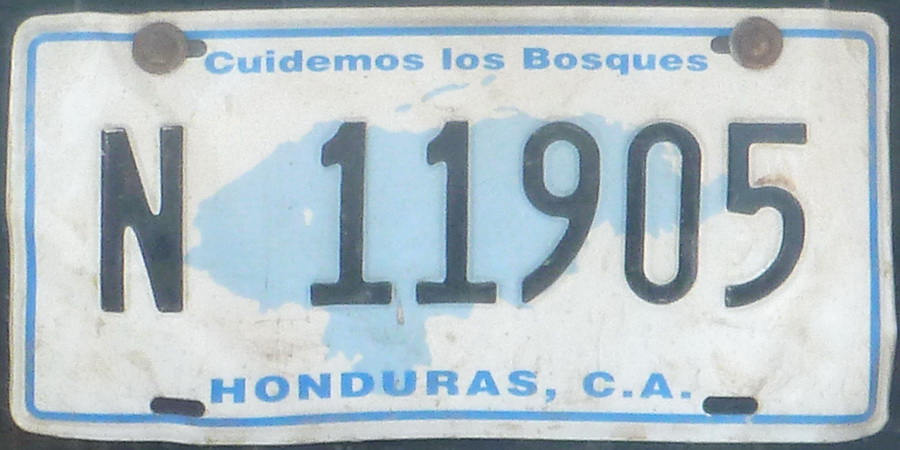 Cuidemos los Bosques
N 11905
HONDURAS, C.A.